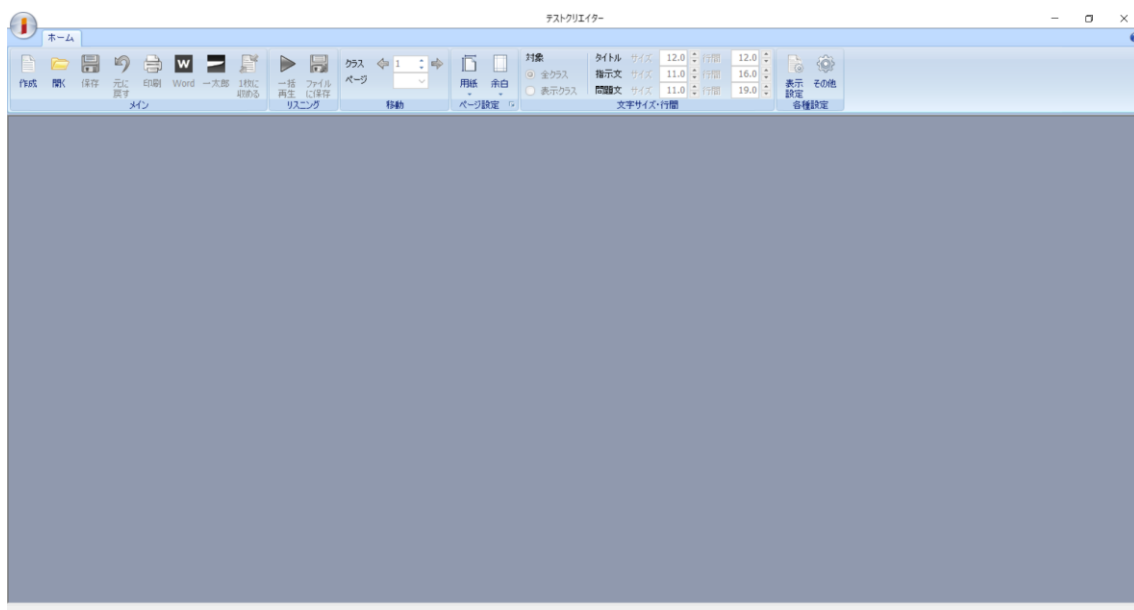 テストクリエイター
ホーム
作成
開く
保存
元に
戻す
印刷
Word
一太郎
1枚に
収める
メイン
一括
再生
ファイル
に保存
リスニング
クラス 1
ページ
移動
用紙
余白
ページ設定
対象
全クラス
表示クラス
タイトル サイズ 12.0 行間 12.0
指示文 サイズ 11.0 行間 16.0
問題文 サイズ 11.0 行間 19.0
文字サイズ・行間
表示
設定
その他
各種設定